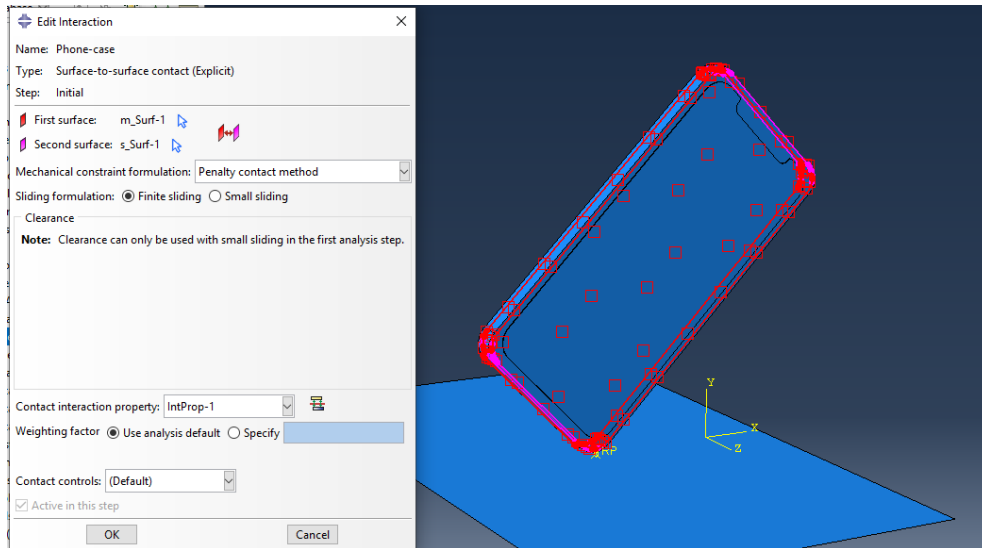 Edit Interaction
Name: Phone-case
Type: Surface-to-surface contact (Explicit)
Step: Initial
First surface: m_Surf-1
Second surface: s_Surf-1
Mechanical constraint formulation: Penalty contact method
Sliding formulation: Finite sliding Small sliding
Clearance
Note: Clearance can only be used with small sliding in the first analysis step.
Contact interaction property: IntProp-1
Weighting factor Use analysis default Specify
Contact controls: (Default)
Active in this step
OK Cancel
Y
X
Z
RP